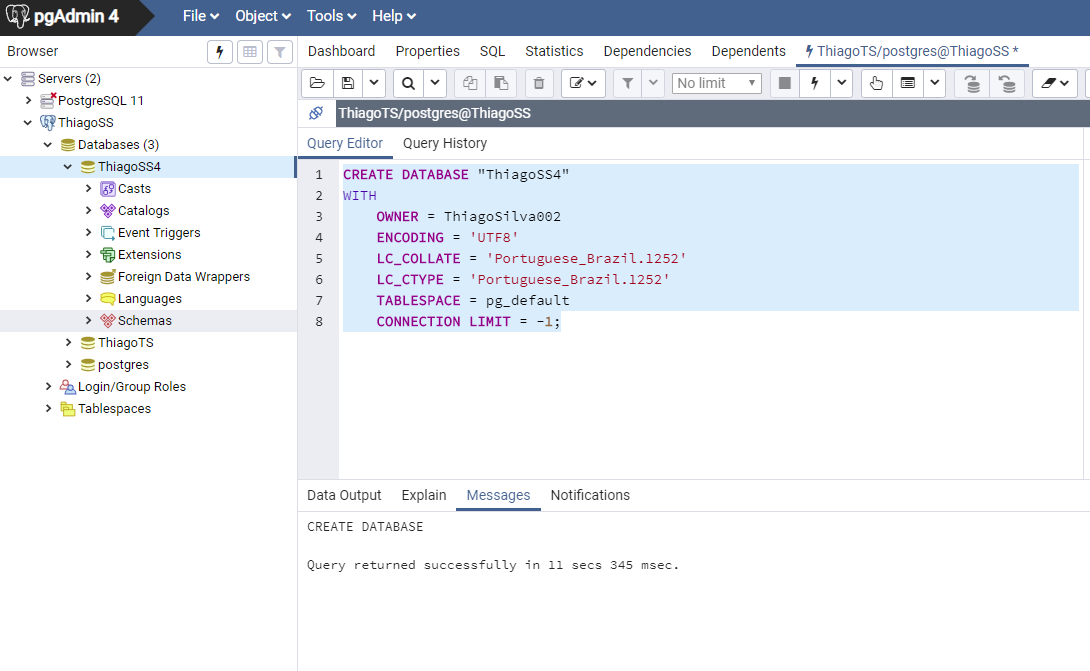 pgAdmin 4
File Object Tools Help
Browser
Dashboard Properties SQL Statistics Dependencies Dependents ThiagoTS/postgres@ThiagoSS *
Servers (2)
PostgreSQL 11
ThiagoSS
Databases (3)
ThiagoSS4
Casts
Catalogs
Event Triggers
Extensions
Foreign Data Wrappers
Languages
Schemas
ThiagoTS
postgres
Login/Group Roles
Tablespaces
No limit
ThiagoTS/postgres@ThiagoSS
Query Editor Query History
1 CREATE DATABASE "ThiagoSS4"
2 WITH
3 OWNER = ThiagoSilva002
4 ENCODING = 'UTF8'
5 LC_COLLATE = 'Portuguese_Brazil.1252'
6 LC_CTYPE = 'Portuguese_Brazil.1252'
7 TABLESPACE = pg_default
8 CONNECTION LIMIT = -1;
Data Output Explain Messages Notifications
CREATE DATABASE
Query returned successfully in 11 secs 345 msec.